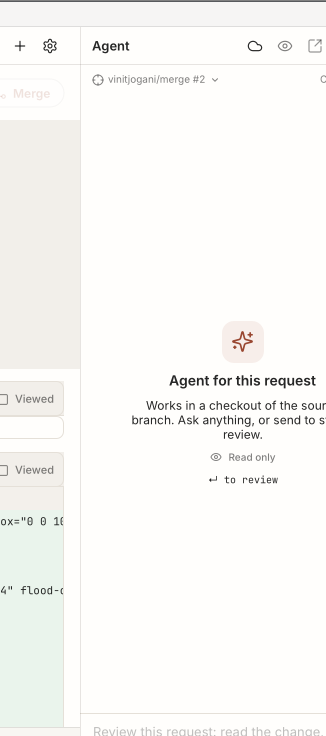 Agent
Merge
vinitjogani/merge #2
Agent for this request
Works in a checkout of the sour
branch. Ask anything, or send to s
review.
Viewed
Read only
Viewed
↵ to review
ox="0 0 10
4" flood-c
Review this request: read the change,